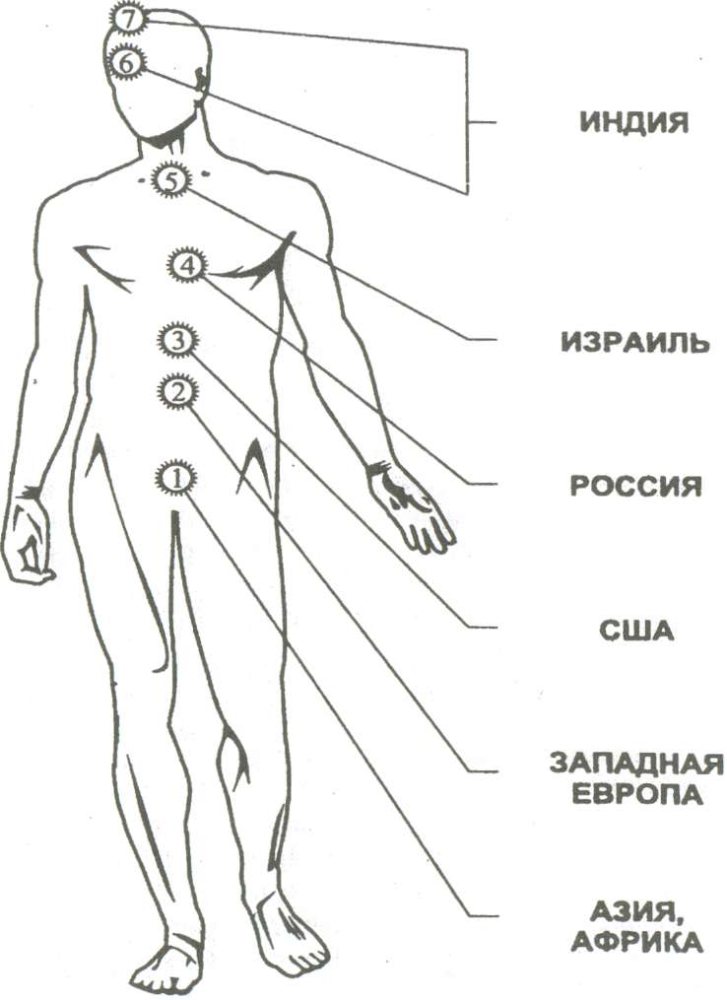 7
6
ИНДИЯ
5
ИЗРАИЛЬ
4
РОССИЯ
3
США
2
ЗАПАДНАЯ
ЕВРОПА
1
АЗИЯ,
АФРИКА